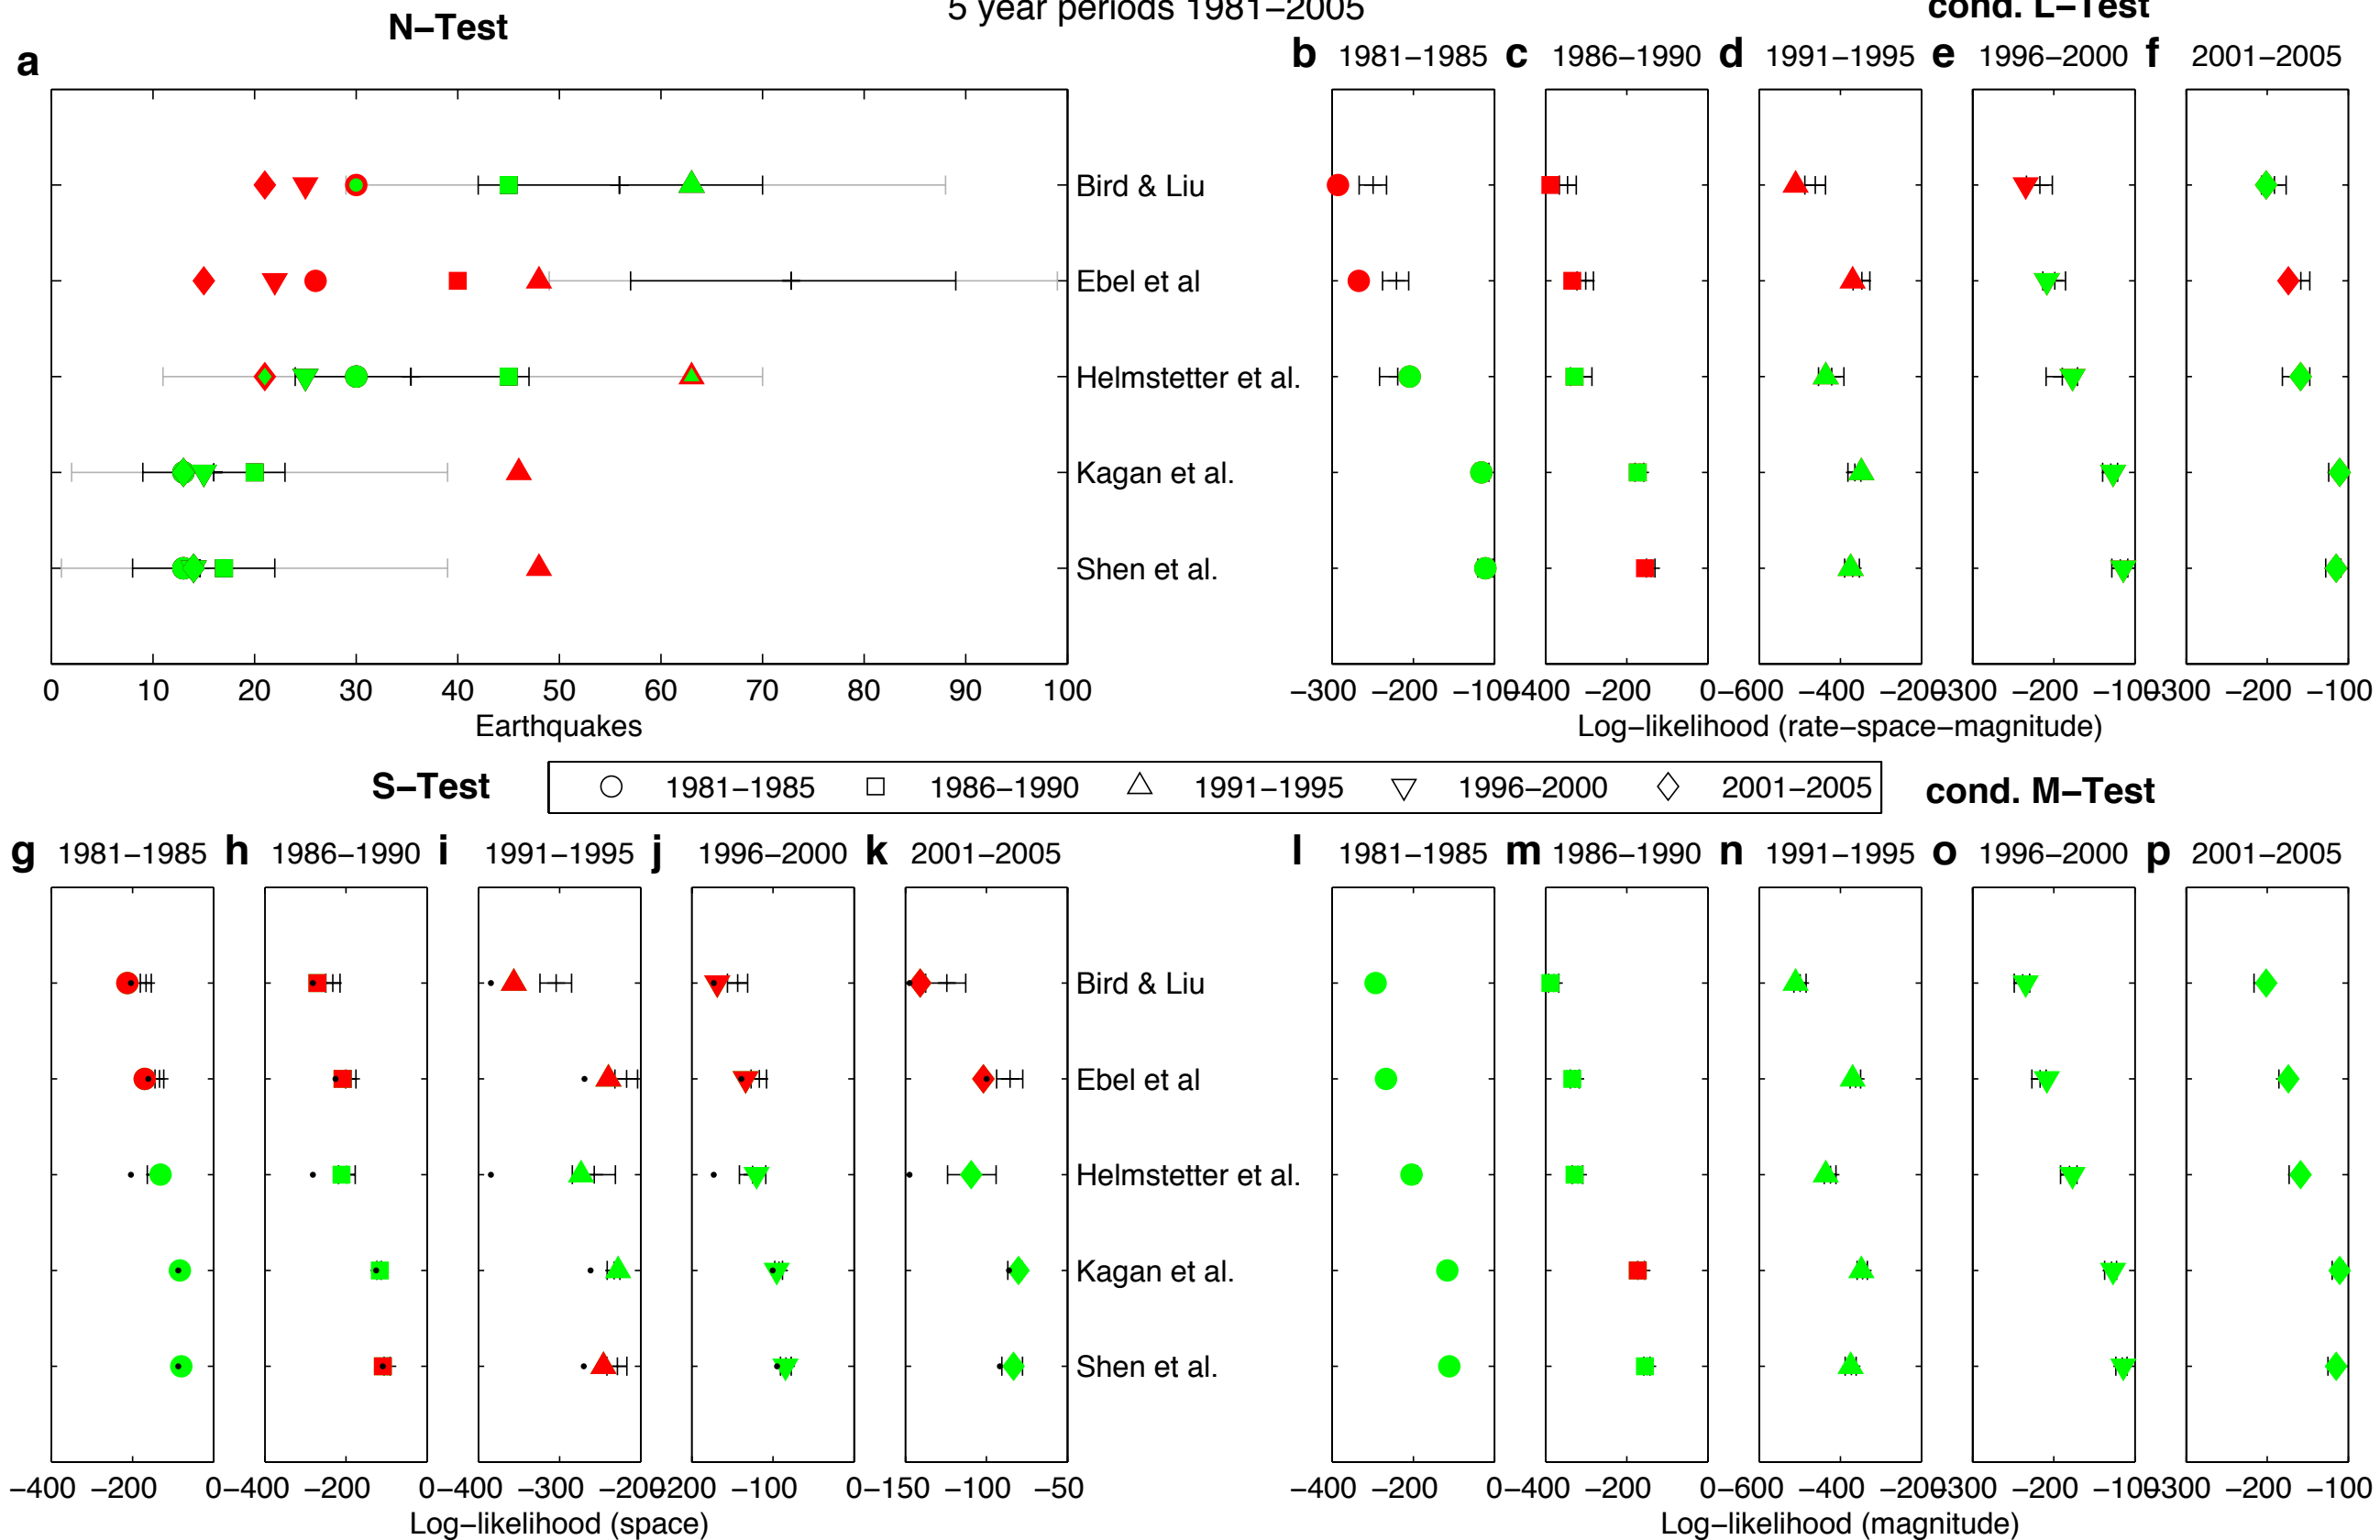 5 year periods 1981–2005
N–Test
cond. L–Test
a
b 1981–1985 c 1986–1990 d 1991–1995 e 1996–2000 f 2001–2005
Bird & Liu
Ebel et al
Helmstetter et al.
Kagan et al.
Shen et al.
0 10 20 30 40 50 60 70 80 90 100
−300 −200 −100 −400 −200 0 −600 −400 −200 −300 −200 −100 −300 −200 −100
Earthquakes
Log−likelihood (rate−space−magnitude)
S–Test
1981–1985 1986–1990 1991–1995 1996–2000 2001–2005
cond. M–Test
g 1981–1985 h 1986–1990 i 1991–1995 j 1996–2000 k 2001–2005
l 1981–1985 m 1986–1990 n 1991–1995 o 1996–2000 p 2001–2005
Bird & Liu
Ebel et al
Helmstetter et al.
Kagan et al.
Shen et al.
−400 −200 0 −400 −200 0 −400 −300 −200 −200 −100 0 −150 −100 −50
−400 −200 0 −400 −200 0 −600 −400 −200 −300 −200 −100 −300 −200 −100
Log−likelihood (space)
Log−likelihood (magnitude)